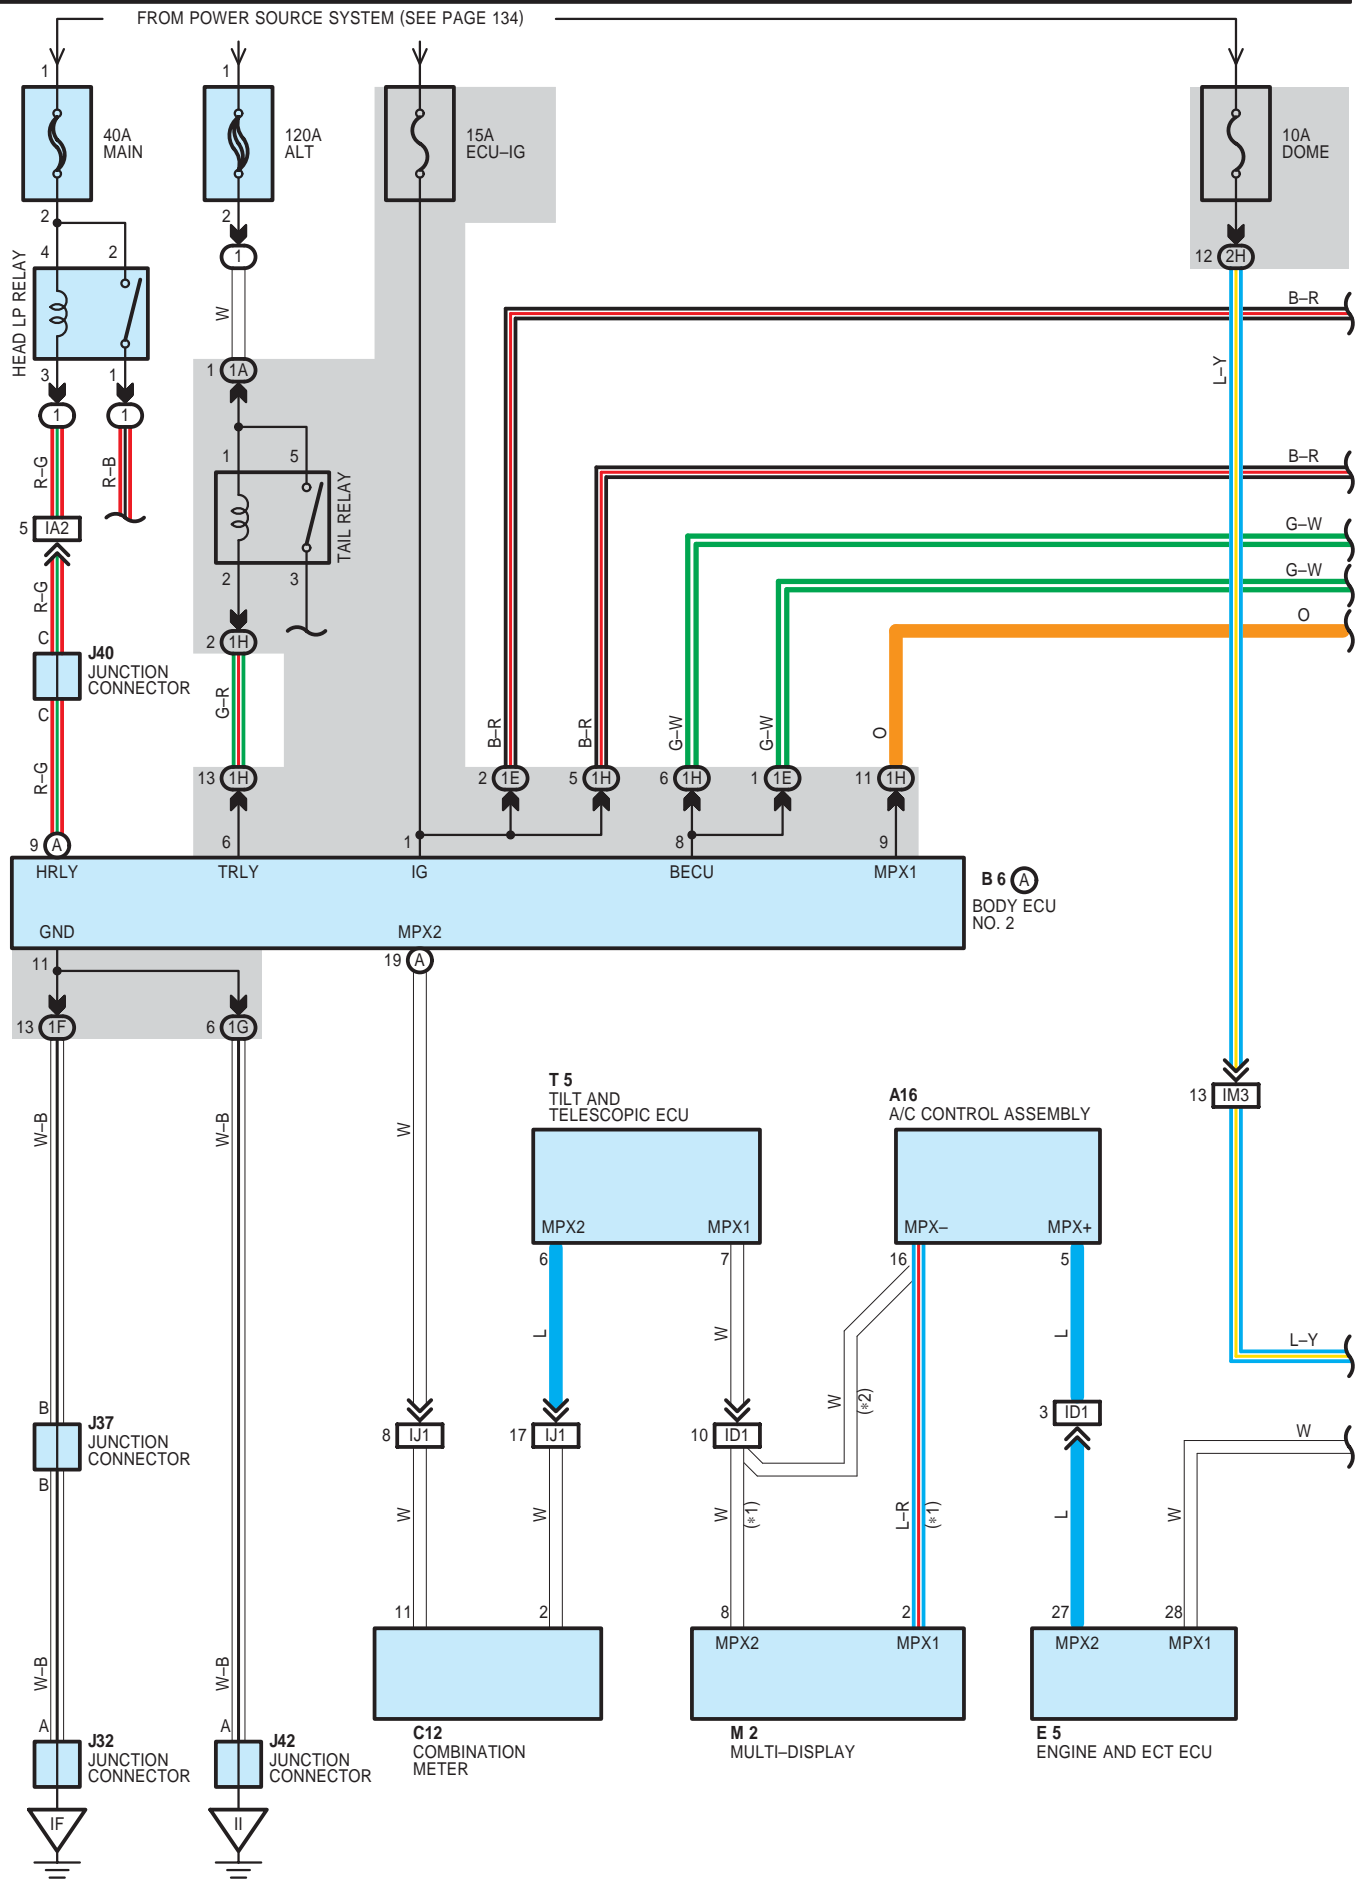 FROM POWER SOURCE SYSTEM (SEE PAGE 134)
1
1
40A
MAIN
120A
ALT
15A
ECU–IG
10A
DOME
2
2
12
2H
1
4
2
HEAD LP RELAY
W
B–R
L–Y
3
1
1
1A
1
1
R–G
R–B
1
5
TAIL RELAY
B–R
5
IA2
G–W
2
3
G–W
R–G
O
C
2
1H
J40
JUNCTION
CONNECTOR
C
G–R
B–R
B–R
G–W
G–W
O
R–G
13
1H
2
1E
5
1H
6
1H
1
1E
11
1H
9
A
6
1
8
9
HRLY
TRLY
IG
BECU
MPX1
B 6
A
BODY ECU
NO. 2
GND
MPX2
11
19
A
13
1F
6
1G
T 5
TILT AND
TELESCOPIC ECU
A16
A/C CONTROL ASSEMBLY
13
IM3
W–B
W–B
W
MPX2
MPX1
MPX–
MPX+
6
7
16
5
L
W
L
L–Y
W
(*2)
B
J37
JUNCTION
CONNECTOR
B
8
IJ1
17
IJ1
10
ID1
3
ID1
W
W
W
W
(*1)
L–R
(*1)
L
W
11
2
8
2
27
28
MPX2
MPX1
MPX2
MPX1
W–B
W–B
A
A
J32
JUNCTION
CONNECTOR
J42
JUNCTION
CONNECTOR
C12
COMBINATION
METER
M 2
MULTI–DISPLAY
E 5
ENGINE AND ECT ECU
IF
II